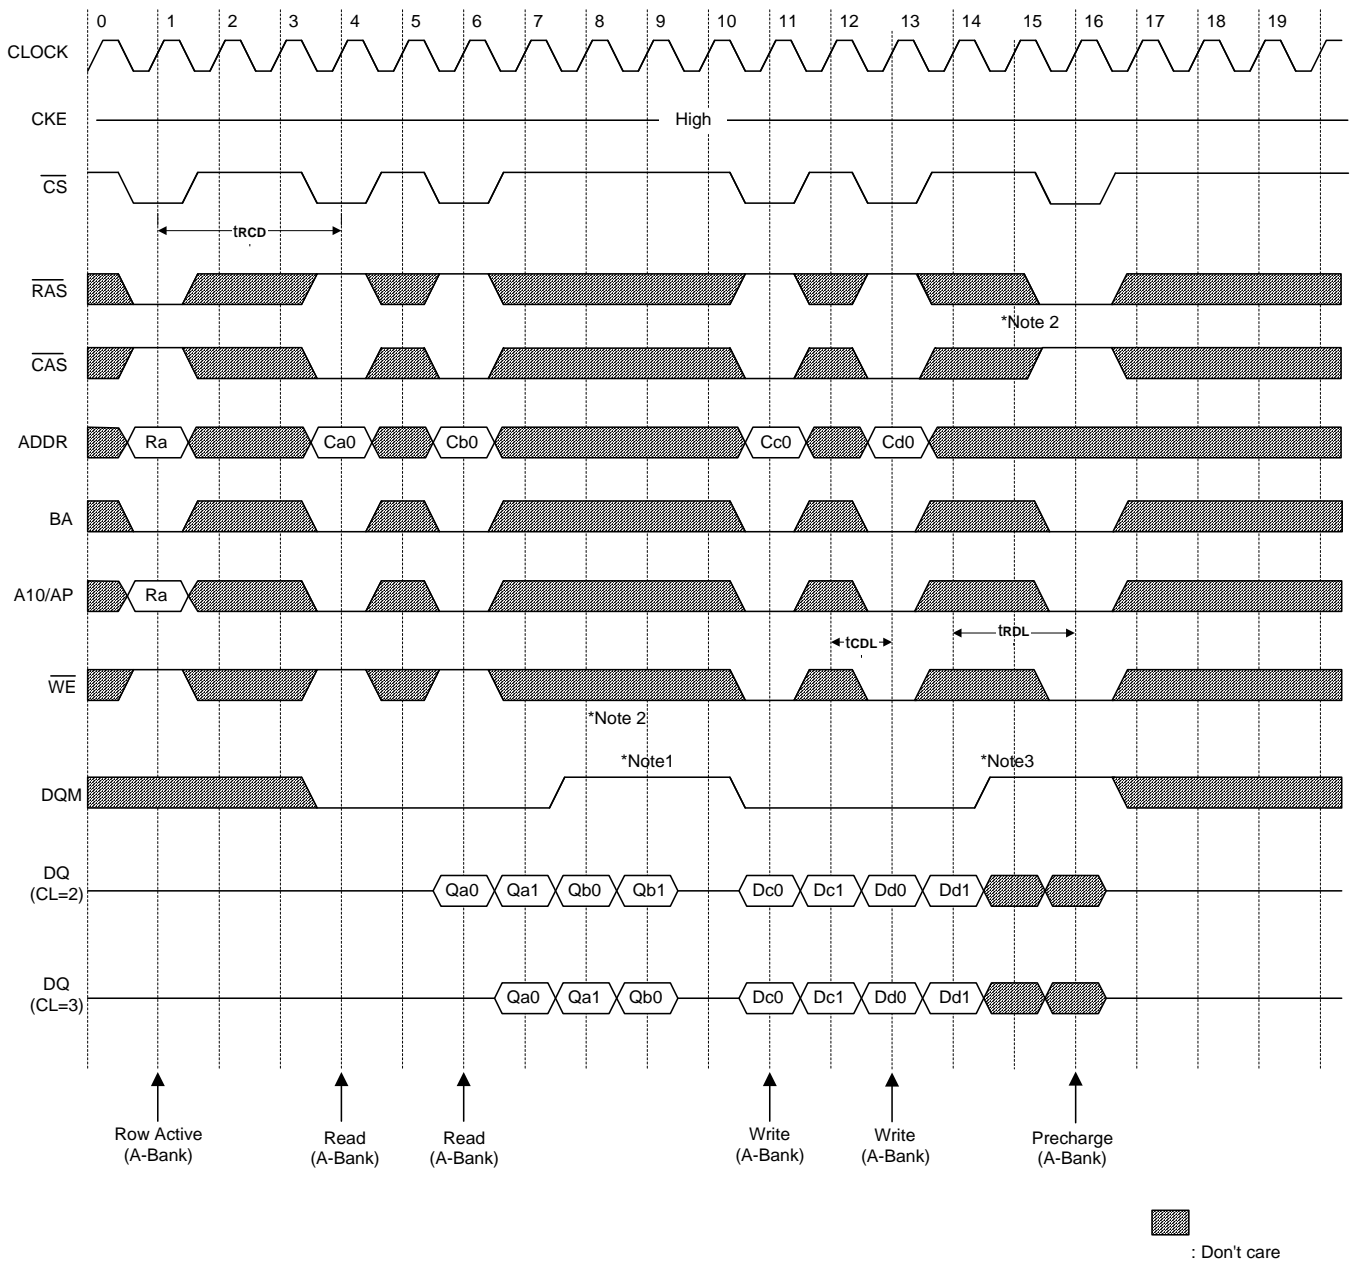 0 1 2 3 4 5 6 7 8 9 10 11 12 13 14 15 16 17 18 19
CLOCK
CKE High
CS
tRCD
RAS
*Note 2
CAS
ADDR Ra Ca0 Cb0 Cc0 Cd0
BA
A10/AP Ra
tCDL tRDL
WE
*Note 2
*Note1 *Note3
DQM
DQ
(CL=2)
Qa0 Qa1 Qb0 Qb1 Dc0 Dc1 Dd0 Dd1
DQ
(CL=3)
Qa0 Qa1 Qb0 Dc0 Dc1 Dd0 Dd1
Row Active
(A-Bank)
Read
(A-Bank)
Read
(A-Bank)
Write
(A-Bank)
Write
(A-Bank)
Precharge
(A-Bank)
: Don't care